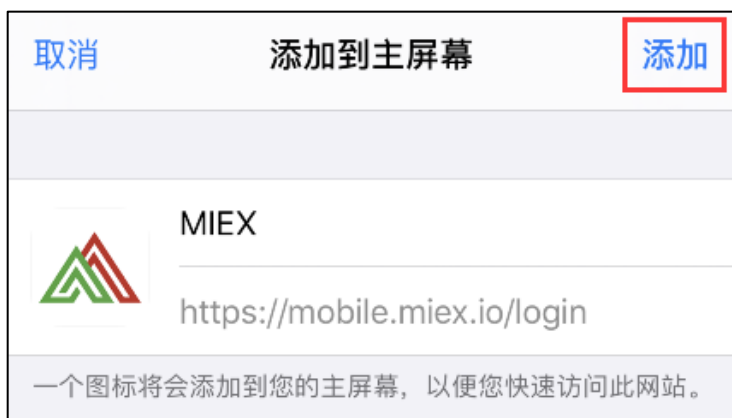 取消 添加到主屏幕 添加
MIEX
https://mobile.miex.io/login
一个图标将会添加到您的主屏幕，以便您快速访问此网站。